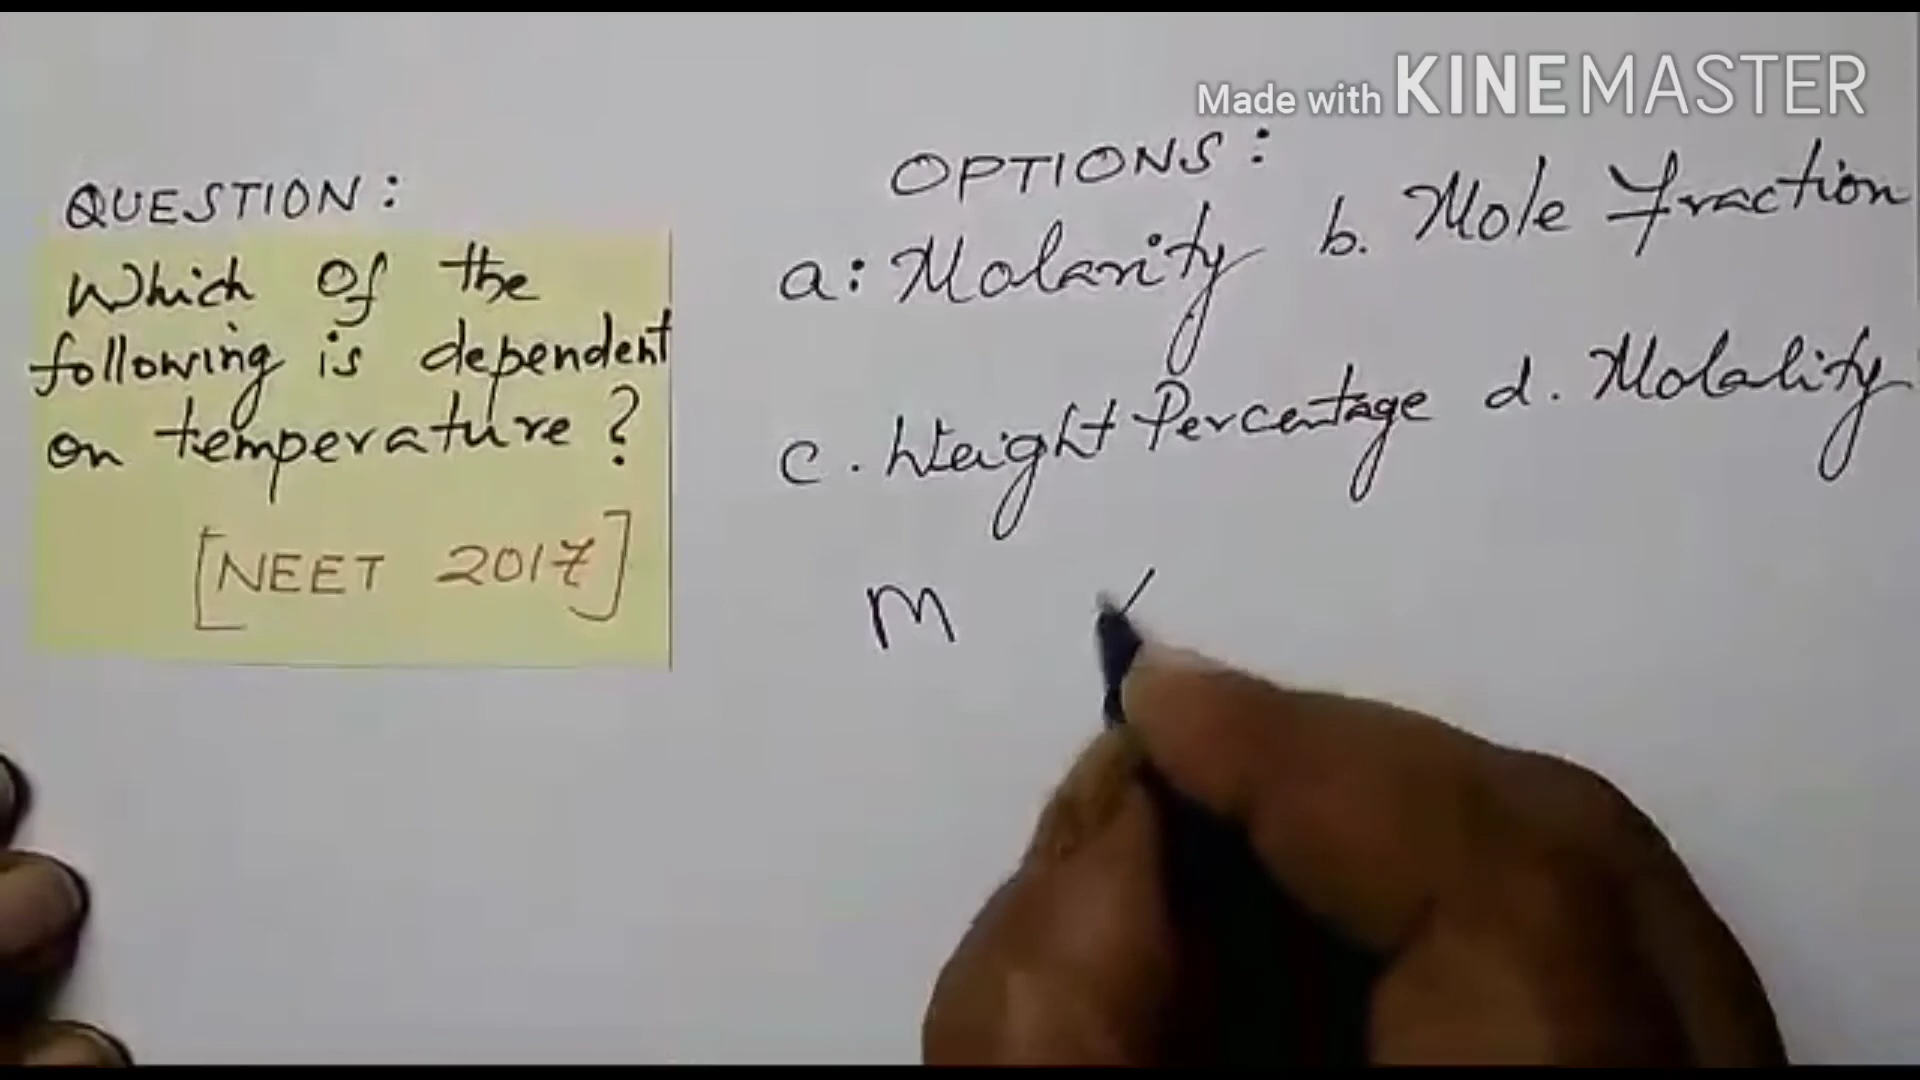 Made with KINEMASTER
QUESTION:
Which Of the
following is dependent
on temperature?
[NEET 2017]
OPTIONS:
a: Molarity b. Mole Fraction
c. Weight Percentage d. Molality
M